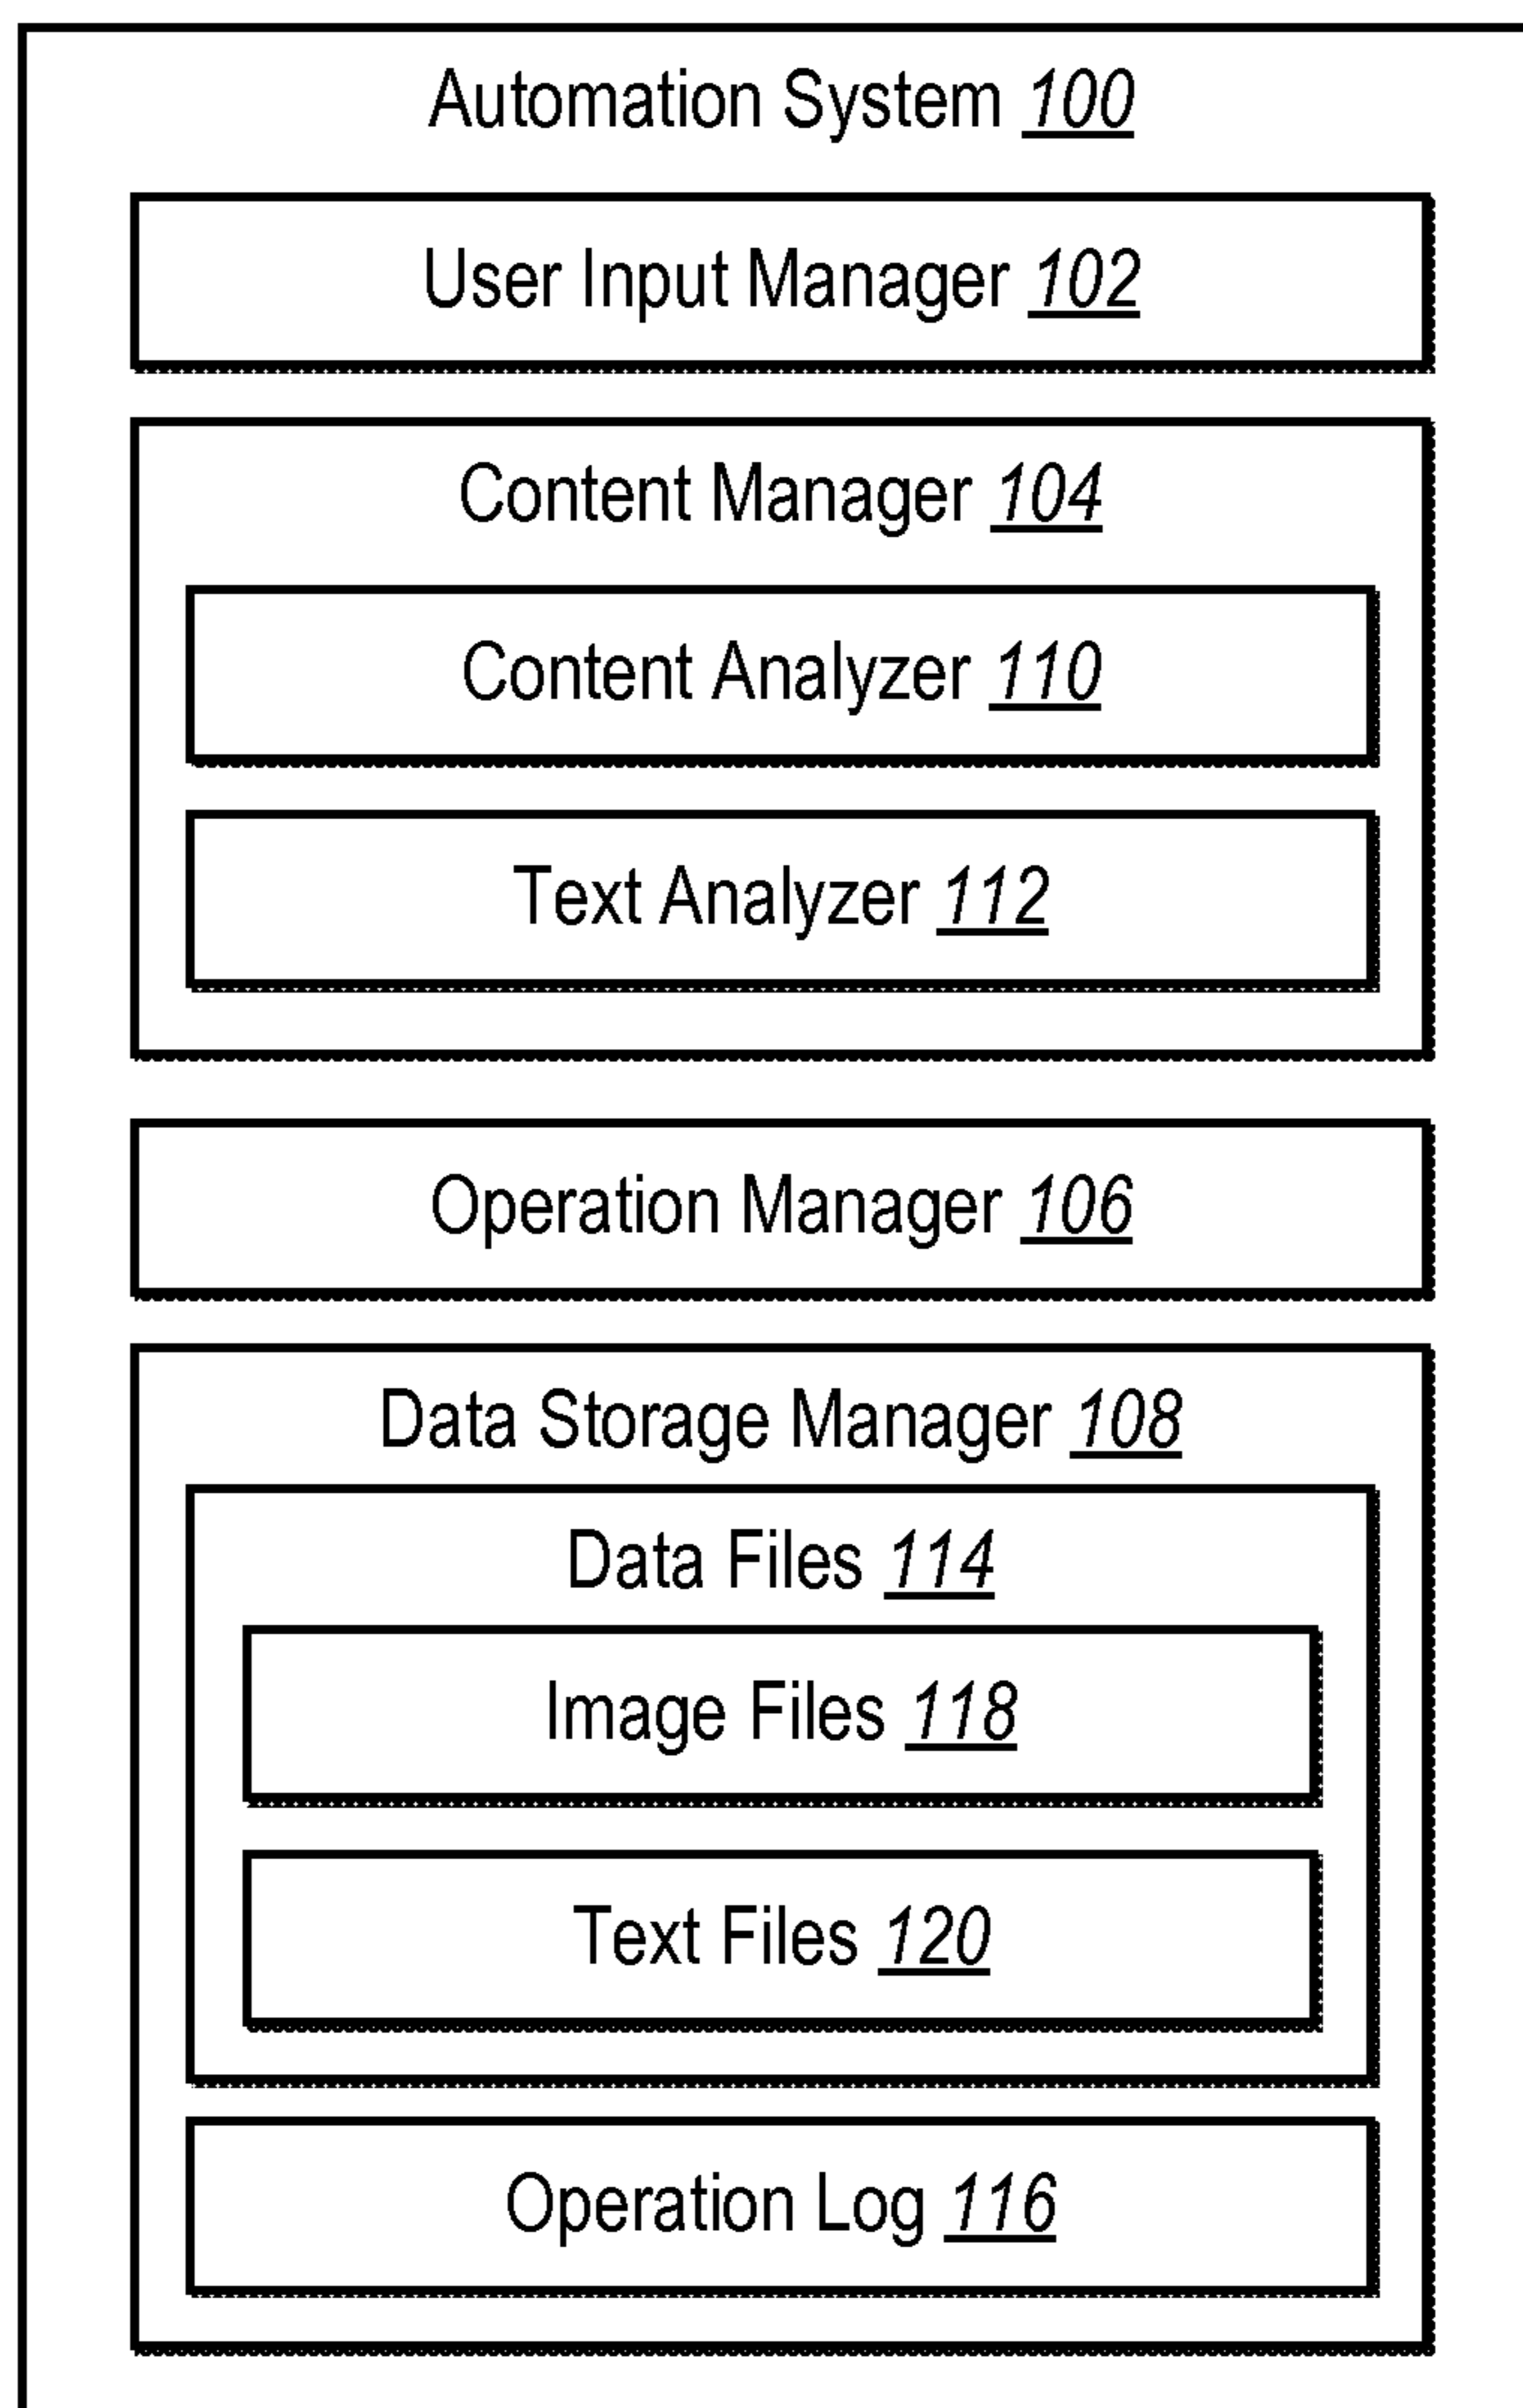 Automation System 100
User Input Manager 102
Content Manager 104
Content Analyzer 110
Text Analyzer 112
Operation Manager 106
Data Storage Manager 108
Data Files 114
Image Files 118
Text Files 120
Operation Log 116